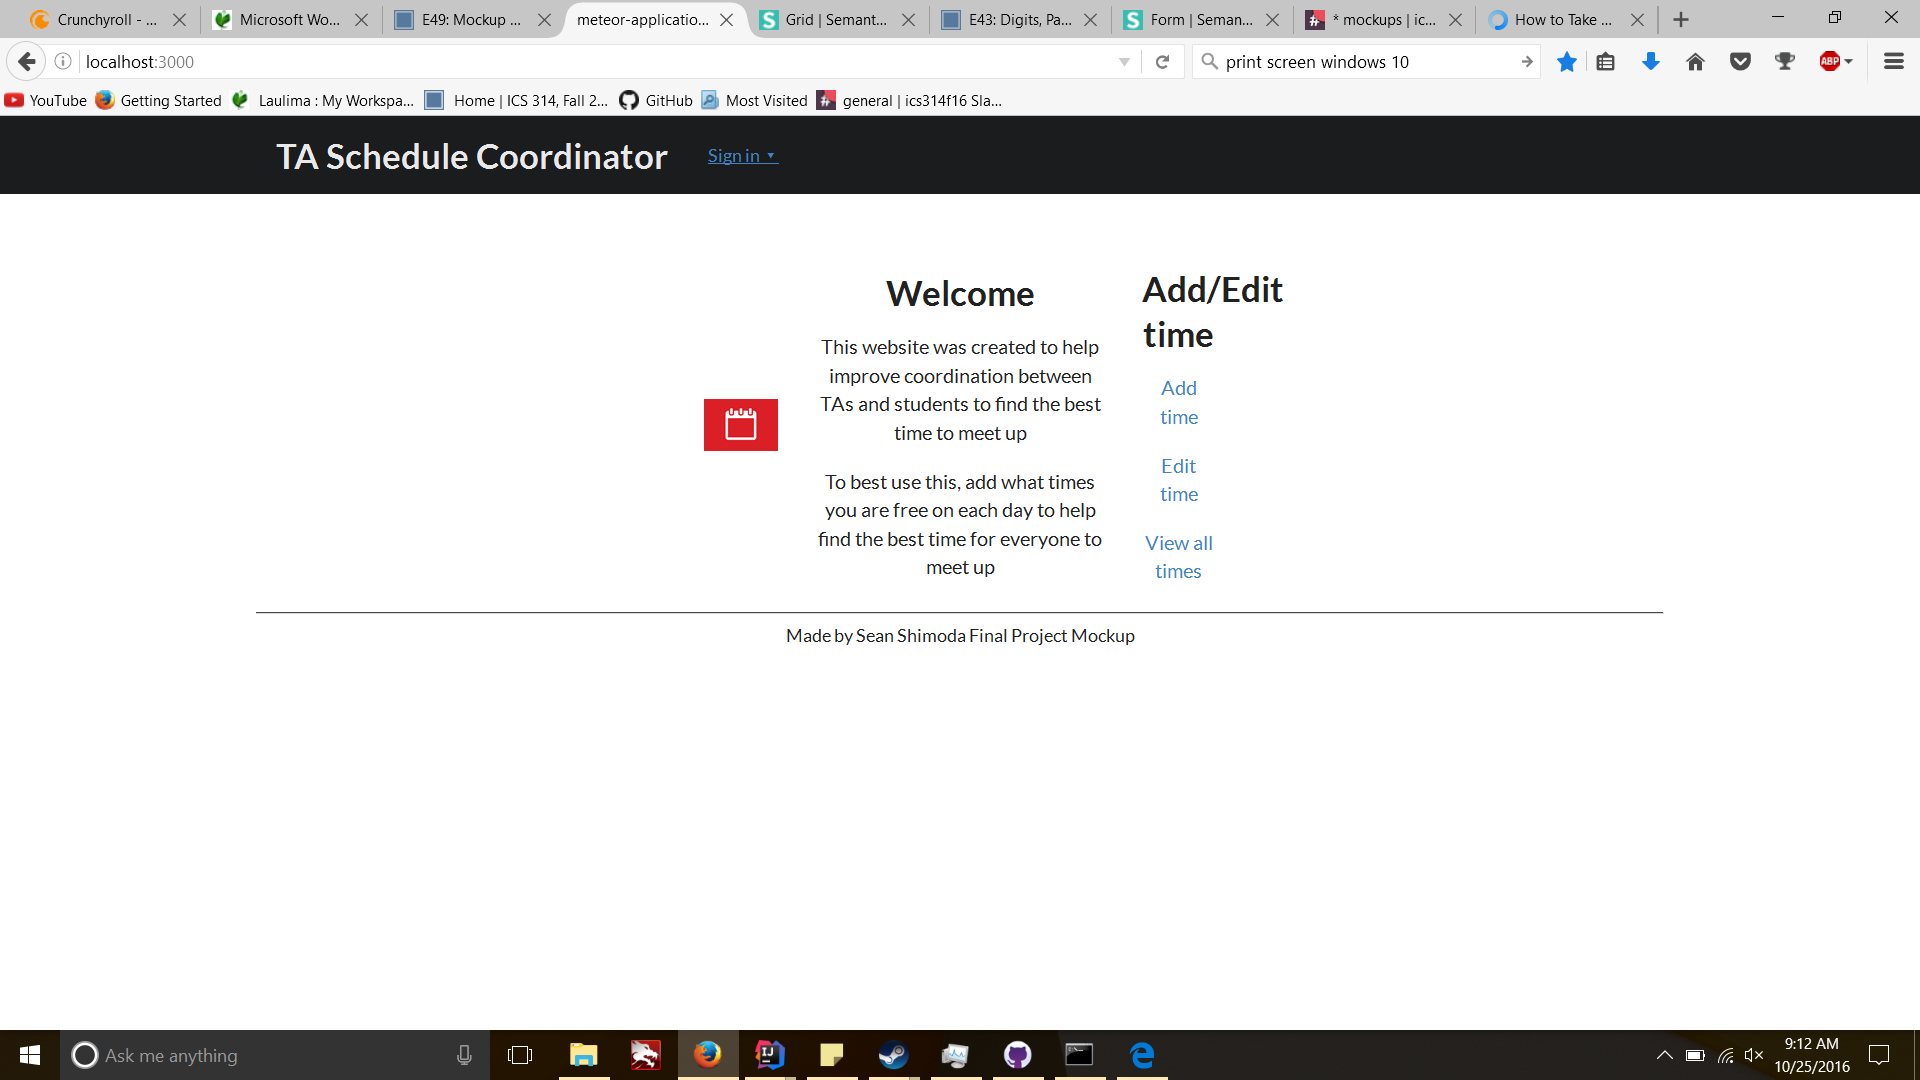 Crunchyroll - ...
Microsoft Wo...
E49: Mockup ...
meteor-applicatio...
Grid | Semant...
E43: Digits, Pa...
Form | Seman...
* mockups | ic...
How to Take ...
localhost:3000
print screen windows 10
ABP
YouTube
Getting Started
Laulima : My Workspa...
Home | ICS 314, Fall 2...
GitHub
Most Visited
general | ics314f16 Sla...
TA Schedule Coordinator
Sign in
Welcome
This website was created to help
improve coordination between
TAs and students to find the best
time to meet up
To best use this, add what times
you are free on each day to help
find the best time for everyone to
meet up
Add/Edit
time
Add
time
Edit
time
View all
times
Made by Sean Shimoda Final Project Mockup
Ask me anything
IJ
9:12 AM
10/25/2016